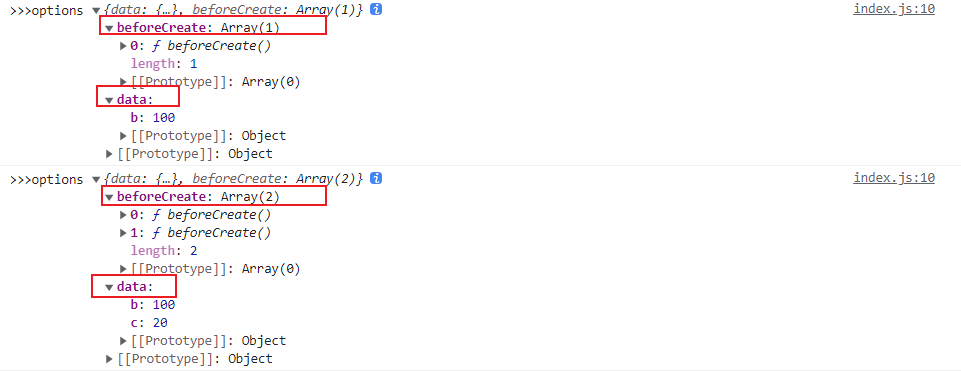 >>>options ▼{data: {…}, beforeCreate: Array(1)} i index.js:10
▼beforeCreate: Array(1)
▶0: ƒ beforeCreate()
length: 1
▶[[Prototype]]: Array(0)
▼data:
b: 100
▶[[Prototype]]: Object
▶[[Prototype]]: Object
>>>options ▼{data: {…}, beforeCreate: Array(2)} i index.js:10
▼beforeCreate: Array(2)
▶0: ƒ beforeCreate()
▶1: ƒ beforeCreate()
length: 2
▶[[Prototype]]: Array(0)
▼data:
b: 100
c: 20
▶[[Prototype]]: Object
▶[[Prototype]]: Object